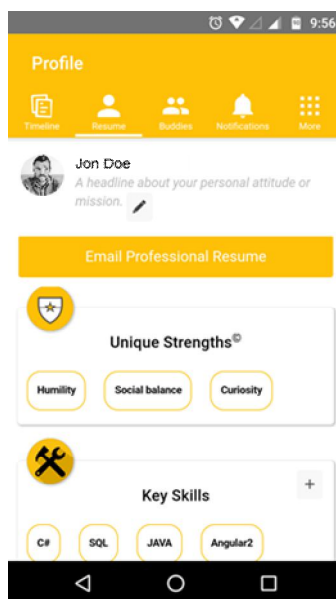 9:56
Profile
Timeline Resume Buddies Notifications More
Jon Doe
A headline about your personal attitude or
mission.
Email Professional Resume
Unique Strengths©
Humility Social balance Curiosity
Key Skills
+
C# SQL JAVA Angular2